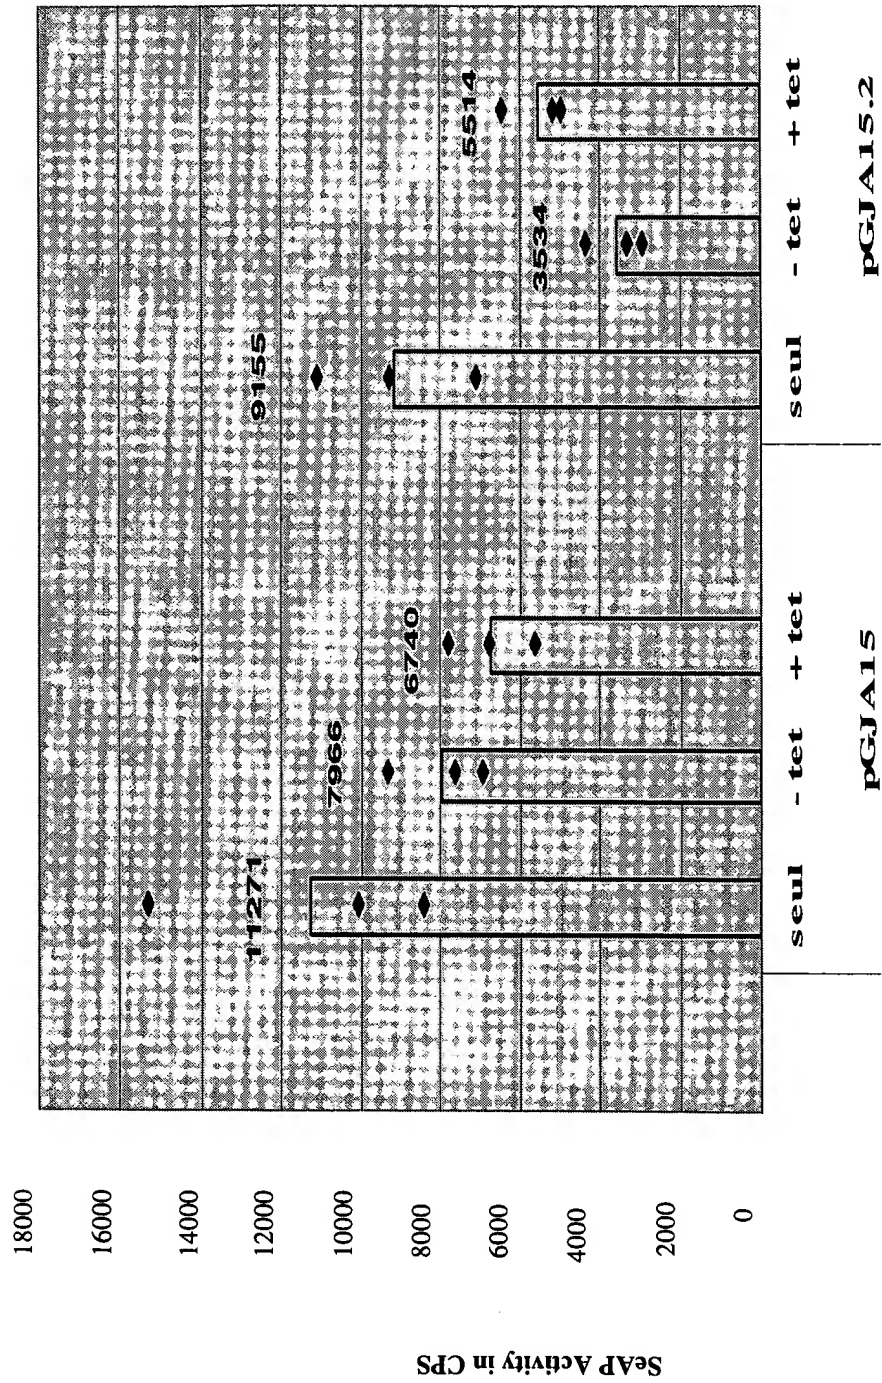 SeAP Activity in CPS
18000
16000
14000
12000
10000
8000
6000
4000
2000
0
11271
7966
6740
9155
3534
5514
seul
- tet
+ tet
seul
- tet
+ tet
pGJA15
pGJA15.2